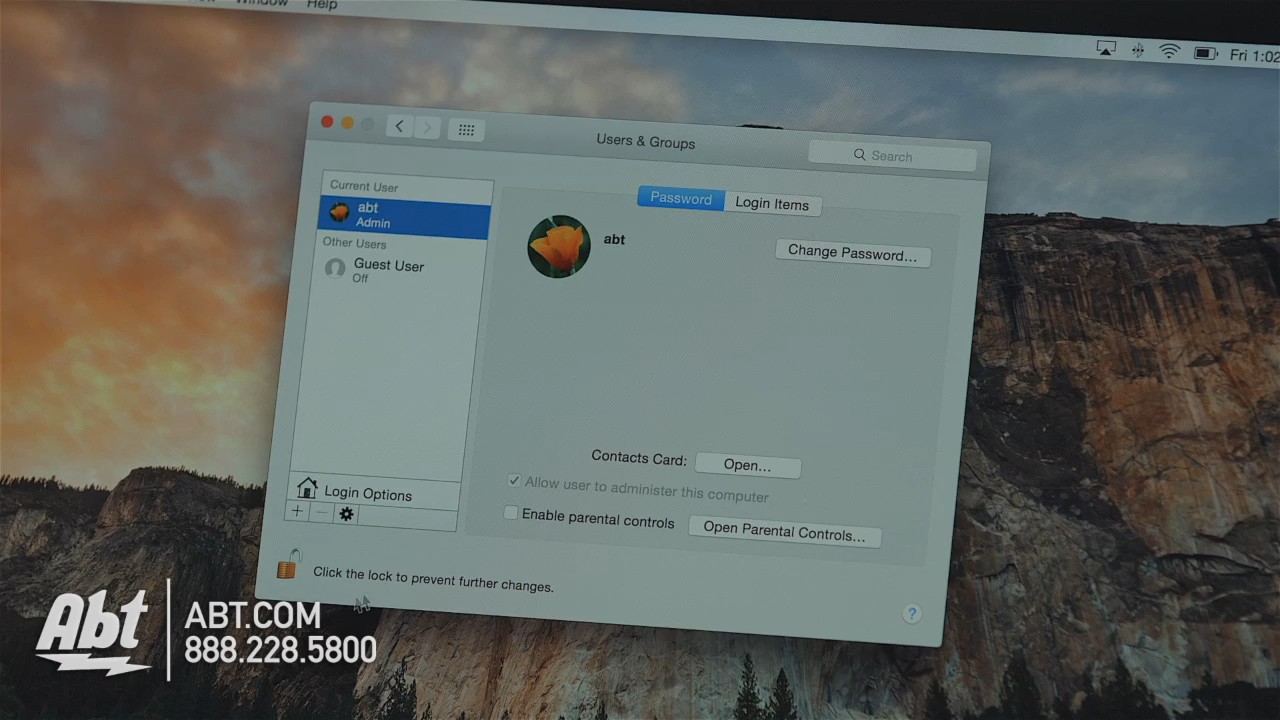 Window Help
Fri 1:02
Users & Groups
Search
Current User
abt
Admin
Other Users
Guest User
Off
Password Login Items
abt
Change Password...
Contacts Card: Open...
Allow user to administer this computer
Enable parental controls Open Parental Controls...
Login Options
Click the lock to prevent further changes.
?
Abt
ABT.COM
888.228.5800